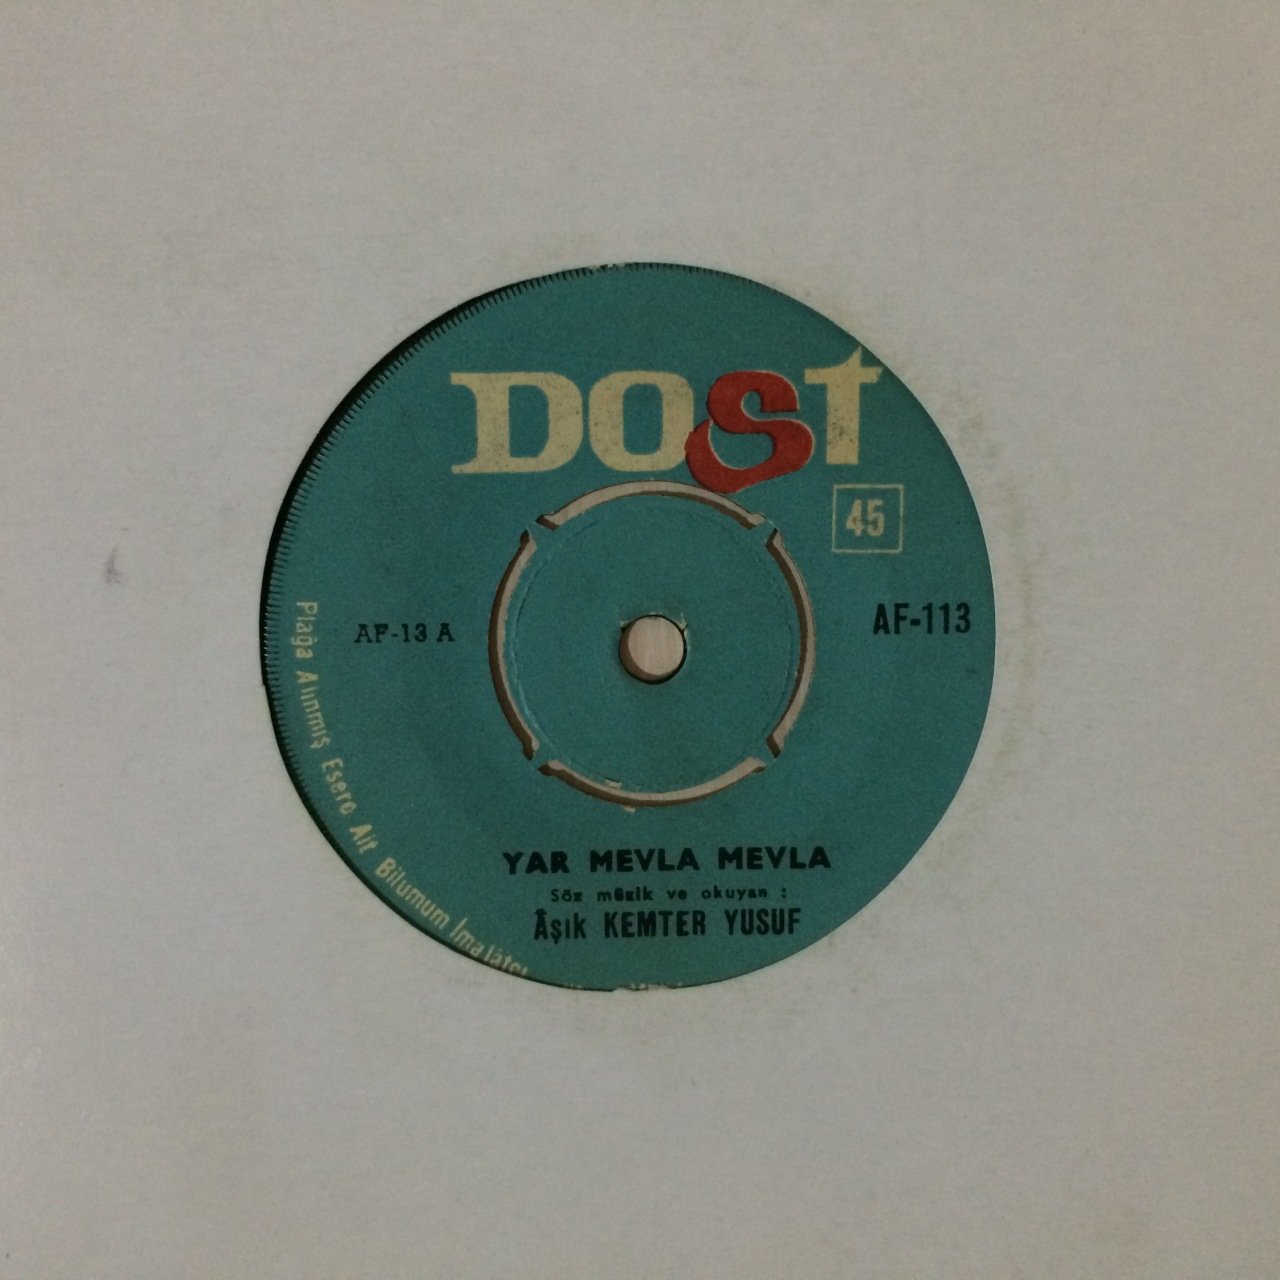 DOST
45
AF-13 A
AF-113
YAR MEVLA MEVLA
Söz müzik ve okuyan :
Âşık KEMTER YUSUF
Plağa Alınmış Esere Ait Bilumum